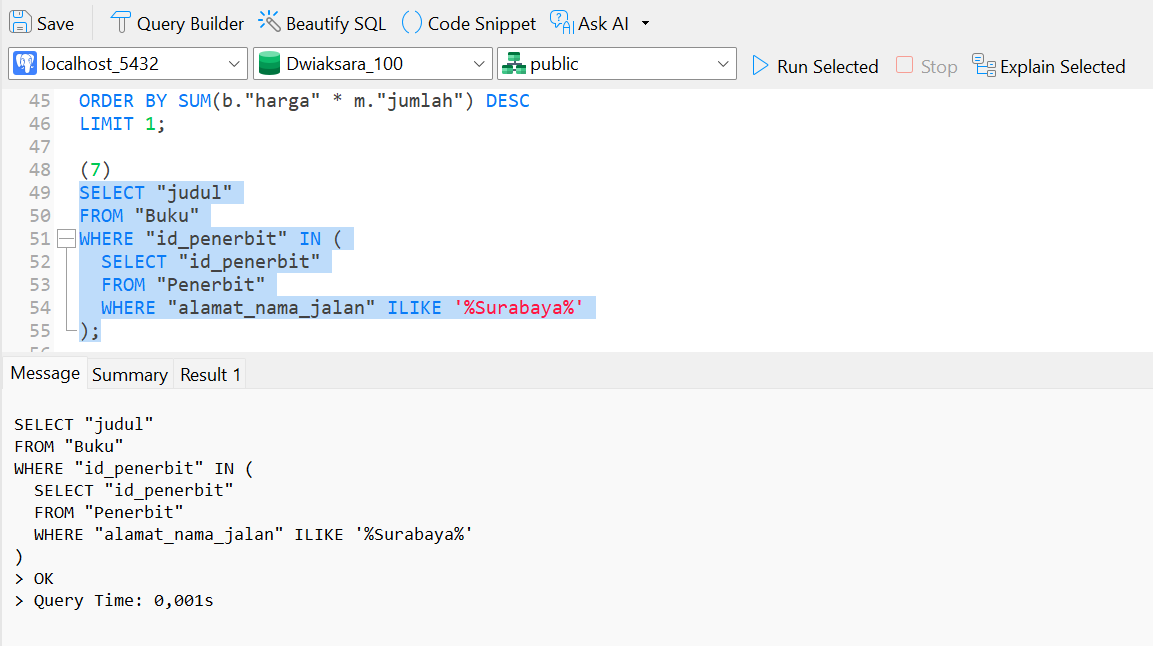 Save Query Builder Beautify SQL Code Snippet Ask AI
localhost_5432 Dwiaksara_100 public Run Selected Stop Explain Selected
45 ORDER BY SUM(b."harga" * m."jumlah") DESC
46 LIMIT 1;
47
48 (7)
49 SELECT "judul"
50 FROM "Buku"
51 WHERE "id_penerbit" IN (
52 SELECT "id_penerbit"
53 FROM "Penerbit"
54 WHERE "alamat_nama_jalan" ILIKE '%Surabaya%'
55 );
Message Summary Result 1
SELECT "judul"
FROM "Buku"
WHERE "id_penerbit" IN (
SELECT "id_penerbit"
FROM "Penerbit"
WHERE "alamat_nama_jalan" ILIKE '%Surabaya%'
)
> OK
> Query Time: 0,001s